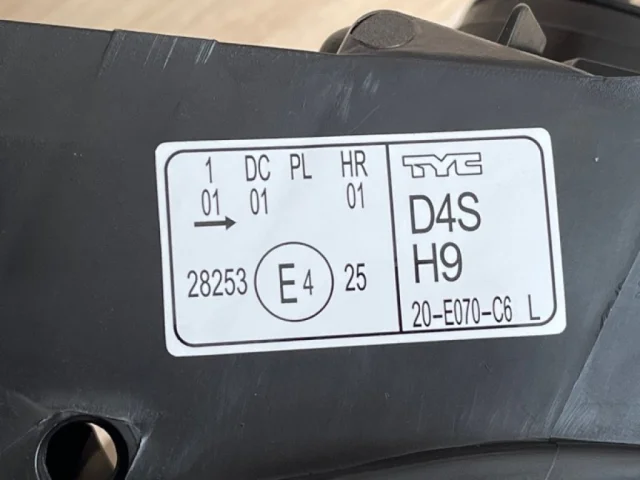 1 DC PL HR
01 01 01
→
28253 E4 25
TYC
D4S
H9
20-E070-C6 L